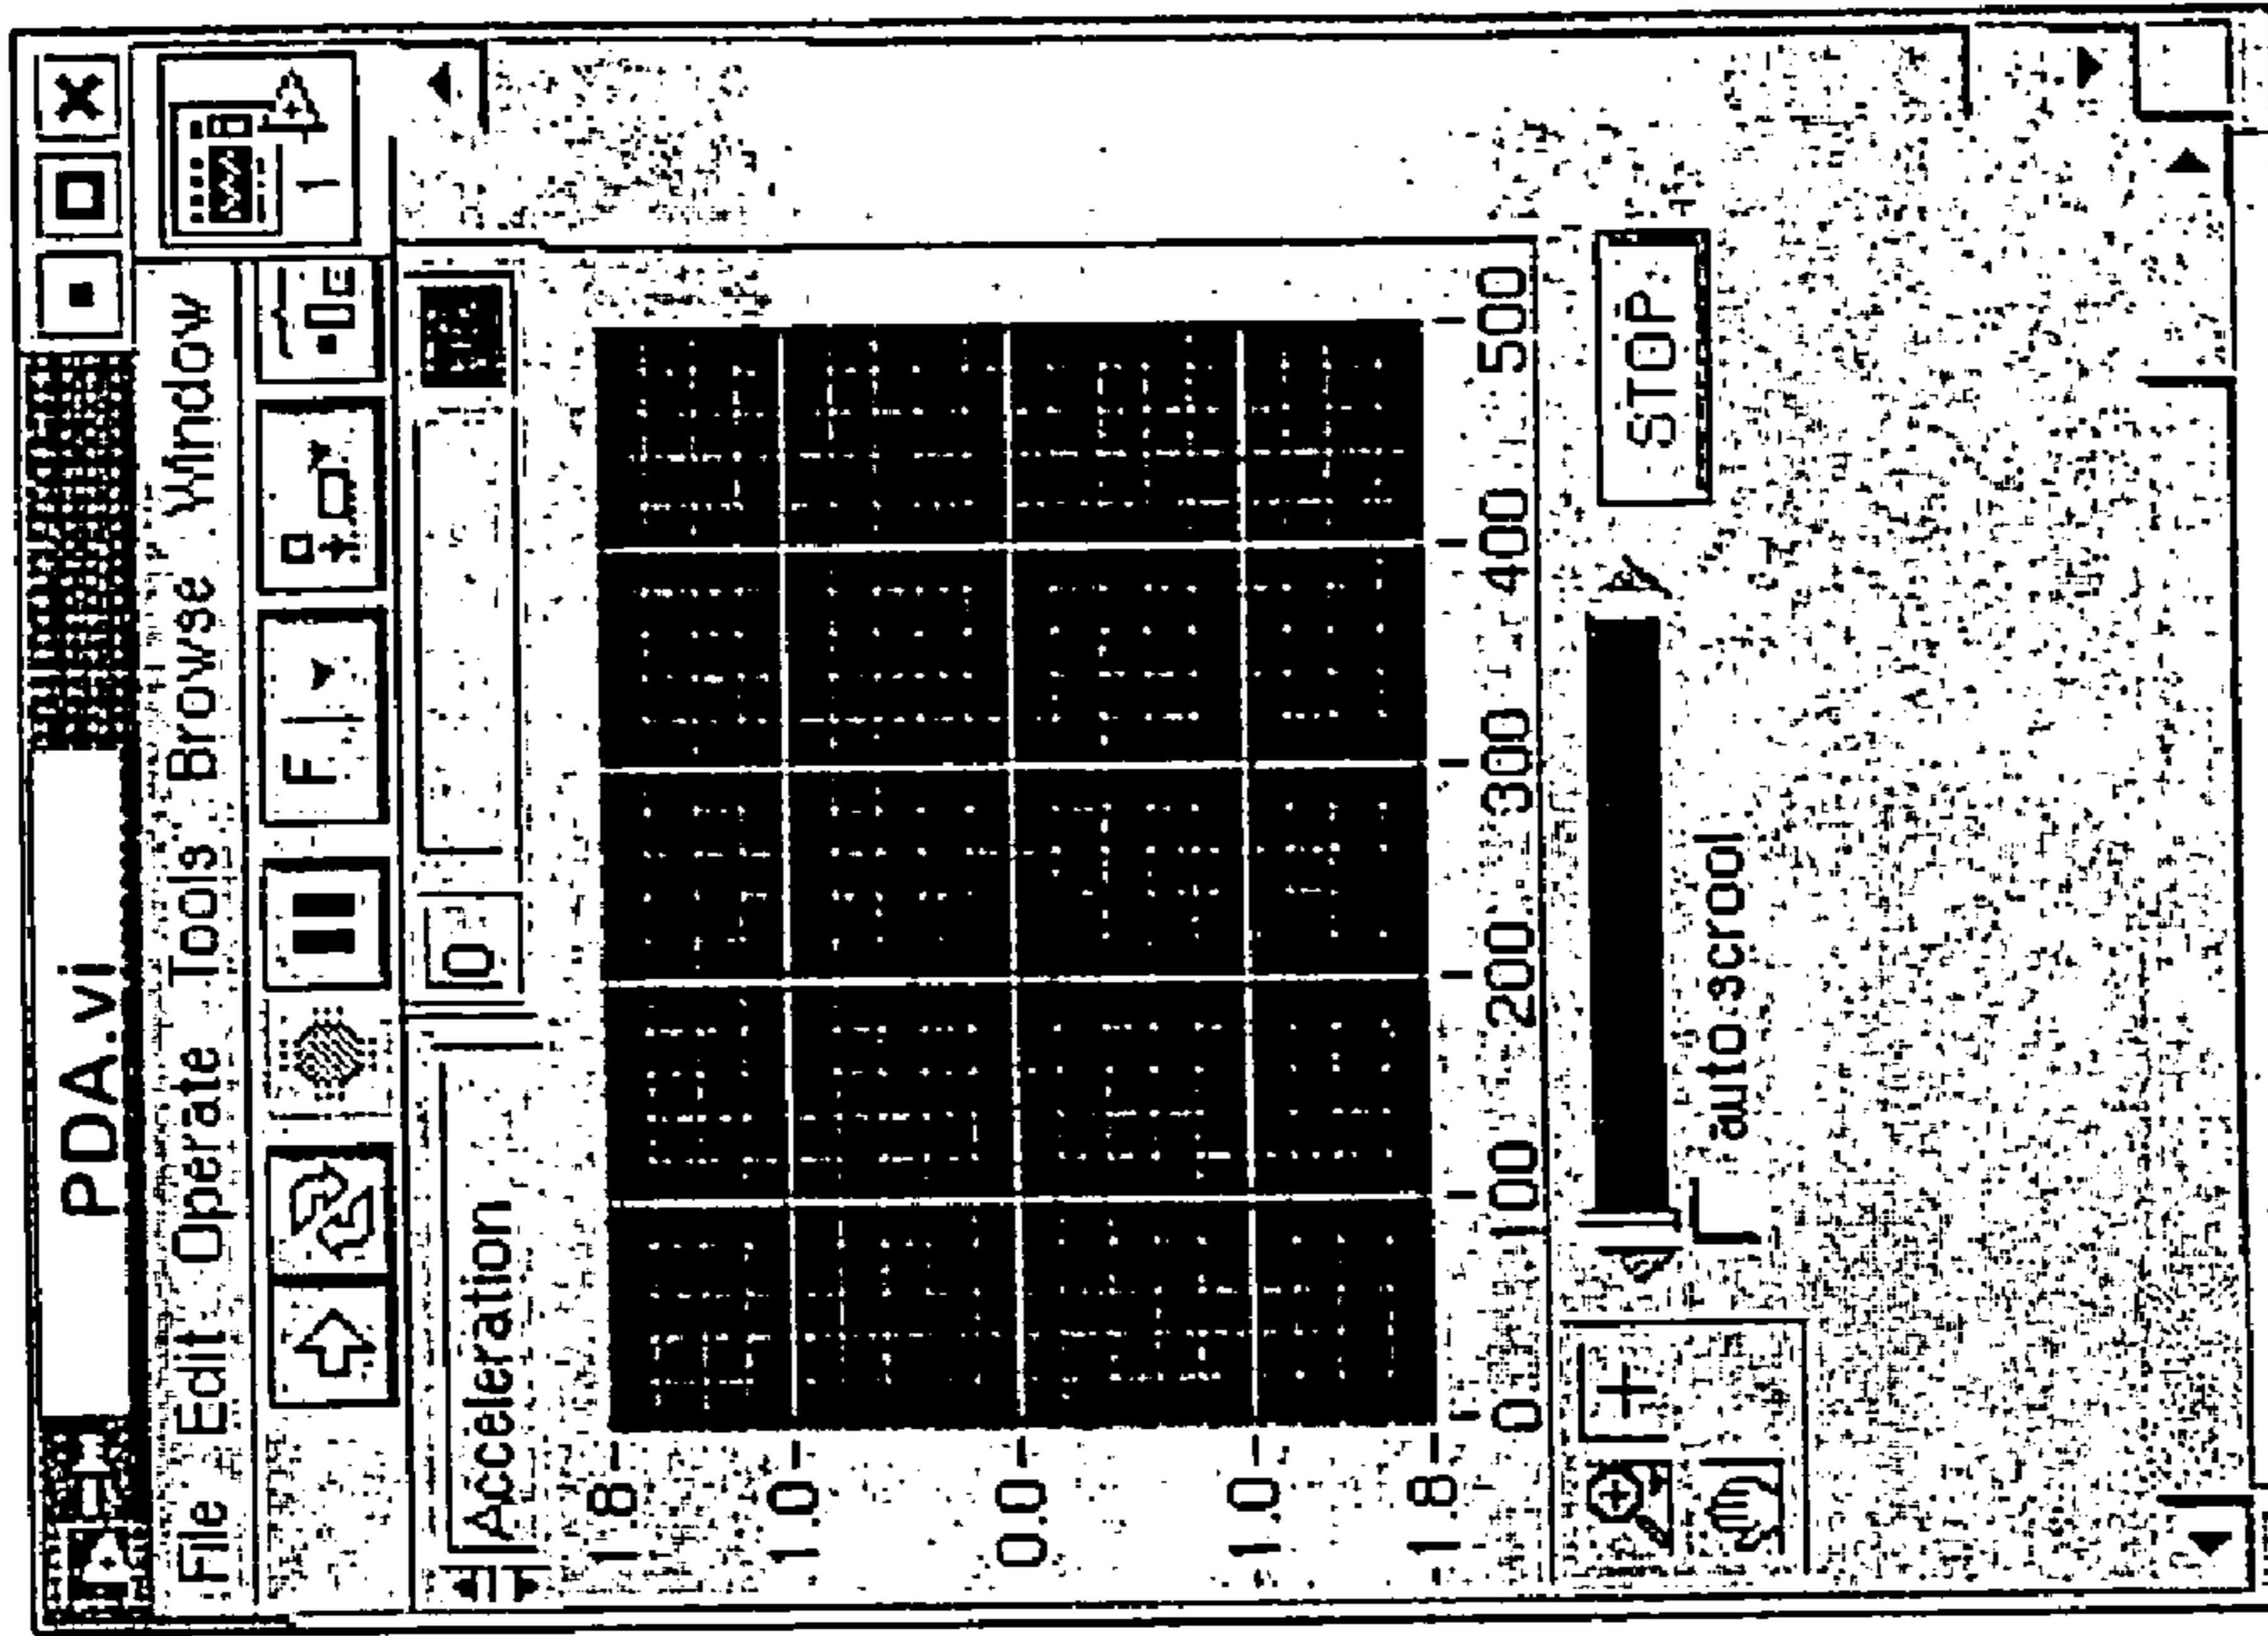 PDA.vi
File Edit Operate Tools Browse Window
F
1
Acceleration
0
1.8-
1.0-
0.0-
-1.0-
-1.8-
0 100 200 300 400 500
STOP
auto scrool